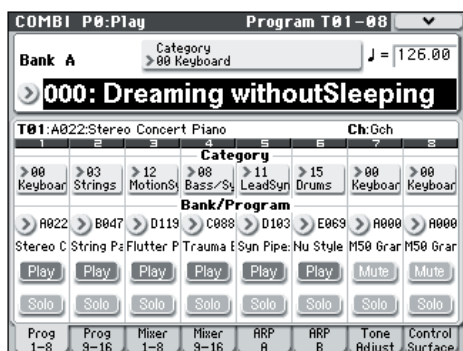 COMBI P0:Play Program T01-08
Bank A
Category
00 Keyboard
♩= 126.00
000: Dreaming withoutSleeping
T01:A022:Stereo Concert Piano Ch:Gch
1 2 3 4 5 6 7 8
Category
00 Keyboar 03 Strings 12 MotionSy 08 Bass/Sy 11 LeadSyn 15 Drums 00 Keyboar 00 Keyboar
Bank/Program
A022 B047 D119 C088 D103 E069 A000 A000
Stereo C String Pa Flutter P Trauma B Syn Pipe: Nu Style M50 Gran M50 Gran
Play Play Play Play Play Play Mute Mute
Solo Solo Solo Solo Solo Solo Solo Solo
Prog 1-8 Prog 9-16 Mixer 1-8 Mixer 9-16 ARP A ARP B Tone Adjust Control Surface